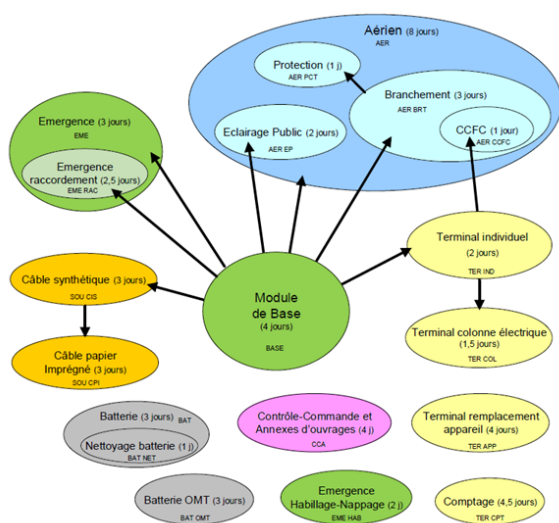 Aérien (8 jours)
AER
Protection (1 j)
AER PCT
Branchement (3 jours)
AER BRT
CCFC (1 jour)
AER CCFC
Eclairage Public (2 jours)
AER EP
Emergence (3 jours)
EME
Emergence
raccordement (2,5 jours)
EME RAC
Terminal individuel
(2 jours)
TER IND
Câble synthétique (3 jours)
SOU CIS
Module
de Base
(4 jours)
BASE
Terminal colonne électrique
(1,5 jours)
TER COL
Câble papier
Imprégné (3 jours)
SOU CPI
Batterie (3 jours) BAT
Nettoyage batterie (1 j)
BAT NET
Contrôle-Commande et
Annexes d'ouvrages (4 j)
CCA
Terminal remplacement
appareil (4 jours)
TER APP
Batterie OMT (3 jours)
BAT OMT
Emergence
Habillage-Nappage (2 j)
EME HAB
Comptage (4,5 jours)
TER CPT